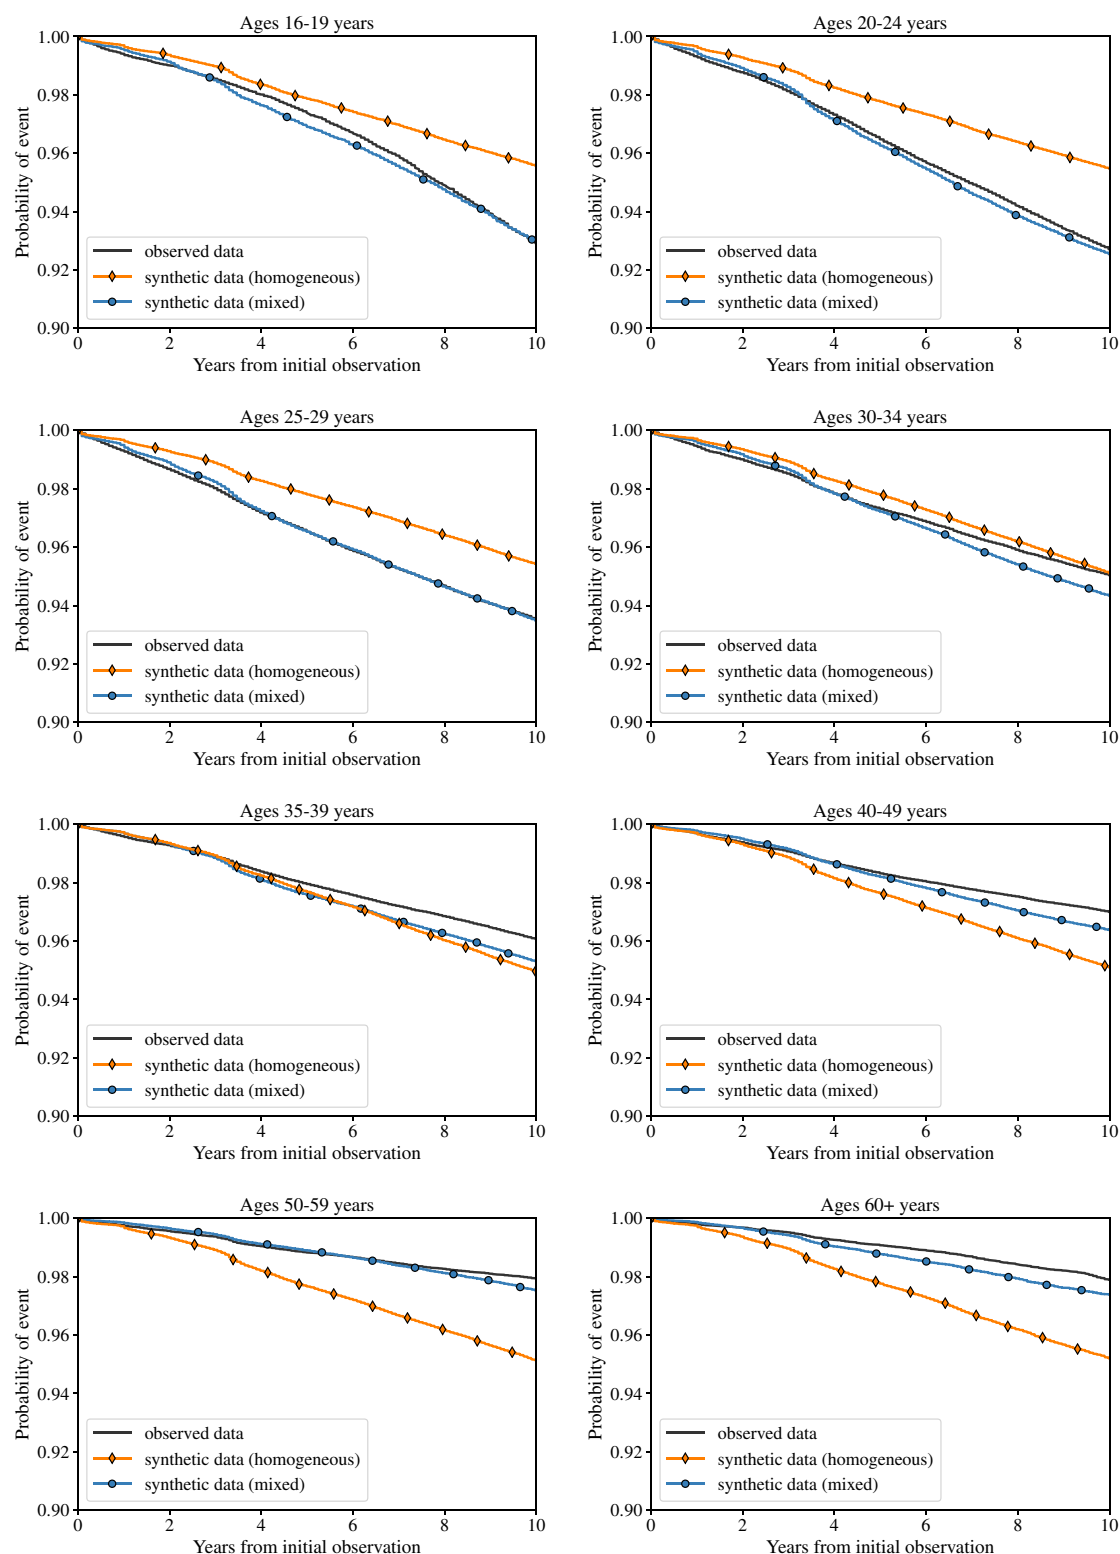 Ages 16-19 years
Probability of event
1.00
0.98
0.96
0.94
0.92
0.90
observed data
synthetic data (homogeneous)
synthetic data (mixed)
0 2 4 6 8 10
Years from initial observation
Ages 20-24 years
Probability of event
1.00
0.98
0.96
0.94
0.92
0.90
observed data
synthetic data (homogeneous)
synthetic data (mixed)
0 2 4 6 8 10
Years from initial observation
Ages 25-29 years
Probability of event
1.00
0.98
0.96
0.94
0.92
0.90
observed data
synthetic data (homogeneous)
synthetic data (mixed)
0 2 4 6 8 10
Years from initial observation
Ages 30-34 years
Probability of event
1.00
0.98
0.96
0.94
0.92
0.90
observed data
synthetic data (homogeneous)
synthetic data (mixed)
0 2 4 6 8 10
Years from initial observation
Ages 35-39 years
Probability of event
1.00
0.98
0.96
0.94
0.92
0.90
observed data
synthetic data (homogeneous)
synthetic data (mixed)
0 2 4 6 8 10
Years from initial observation
Ages 40-49 years
Probability of event
1.00
0.98
0.96
0.94
0.92
0.90
observed data
synthetic data (homogeneous)
synthetic data (mixed)
0 2 4 6 8 10
Years from initial observation
Ages 50-59 years
Probability of event
1.00
0.98
0.96
0.94
0.92
0.90
observed data
synthetic data (homogeneous)
synthetic data (mixed)
0 2 4 6 8 10
Years from initial observation
Ages 60+ years
Probability of event
1.00
0.98
0.96
0.94
0.92
0.90
observed data
synthetic data (homogeneous)
synthetic data (mixed)
0 2 4 6 8 10
Years from initial observation